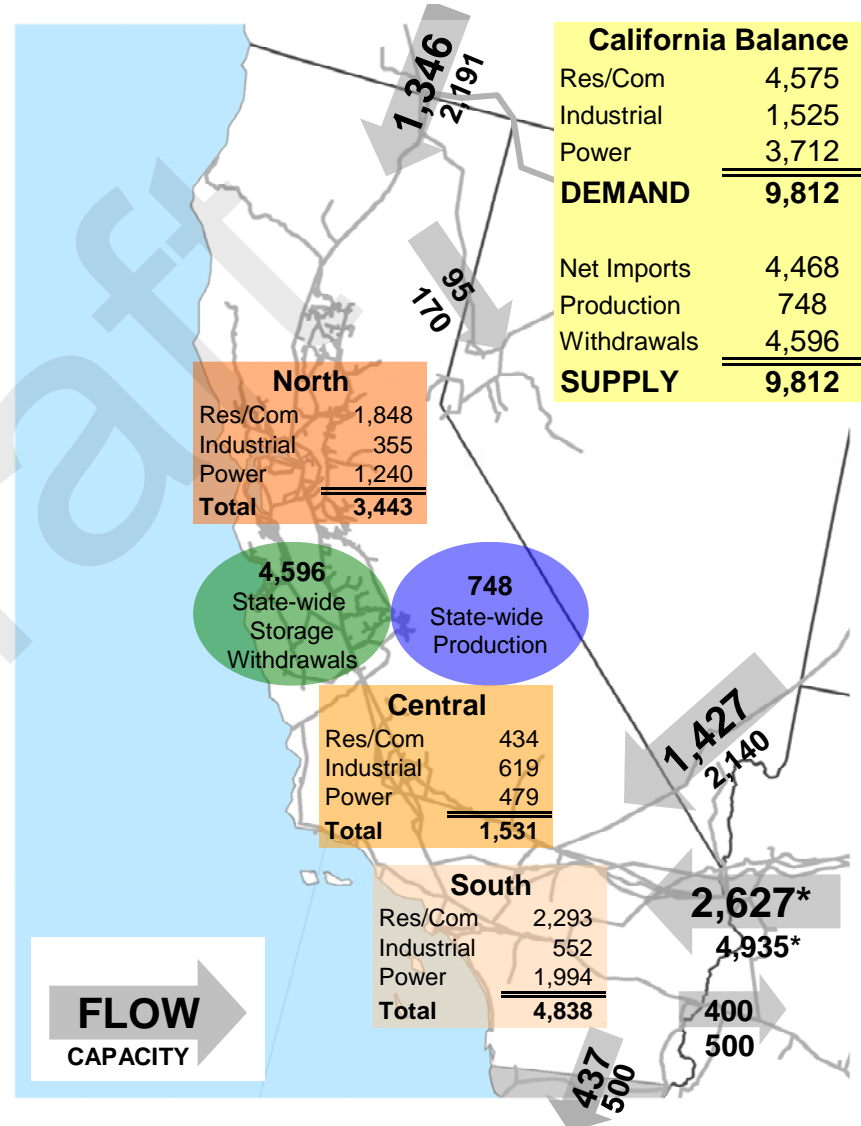 California Balance
Res/Com 4,575
Industrial 1,525
Power 3,712
DEMAND 9,812
Net Imports 4,468
Production 748
Withdrawals 4,596
SUPPLY 9,812
1,346
2,191
95
170
North
Res/Com 1,848
Industrial 355
Power 1,240
Total 3,443
4,596
State-wide
Storage
Withdrawals
748
State-wide
Production
Central
Res/Com 434
Industrial 619
Power 479
Total 1,531
1,427
2,140
South
Res/Com 2,293
Industrial 552
Power 1,994
Total 4,838
2,627*
4,935*
400
500
437
500
FLOW
CAPACITY
raft